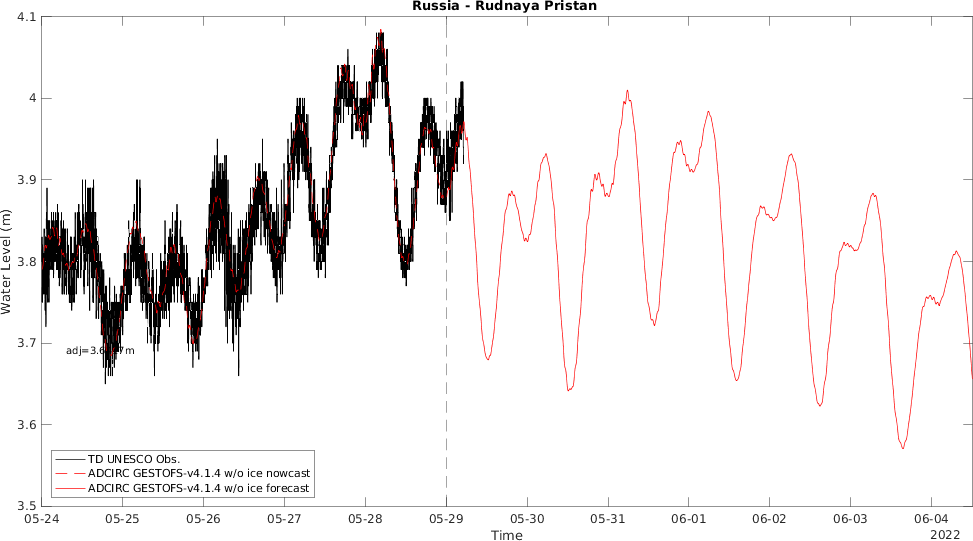 Russia - Rudnaya Pristan
4.1
4
3.9
3.8
3.7
3.6
3.5
Water Level (m)
TD UNESCO Obs.
ADCIRC GESTOFS-v4.1.4 w/o ice nowcast
ADCIRC GESTOFS-v4.1.4 w/o ice forecast
05-24 05-25 05-26 05-27 05-28 05-29 05-30 05-31 06-01 06-02 06-03 06-04
Time
2022